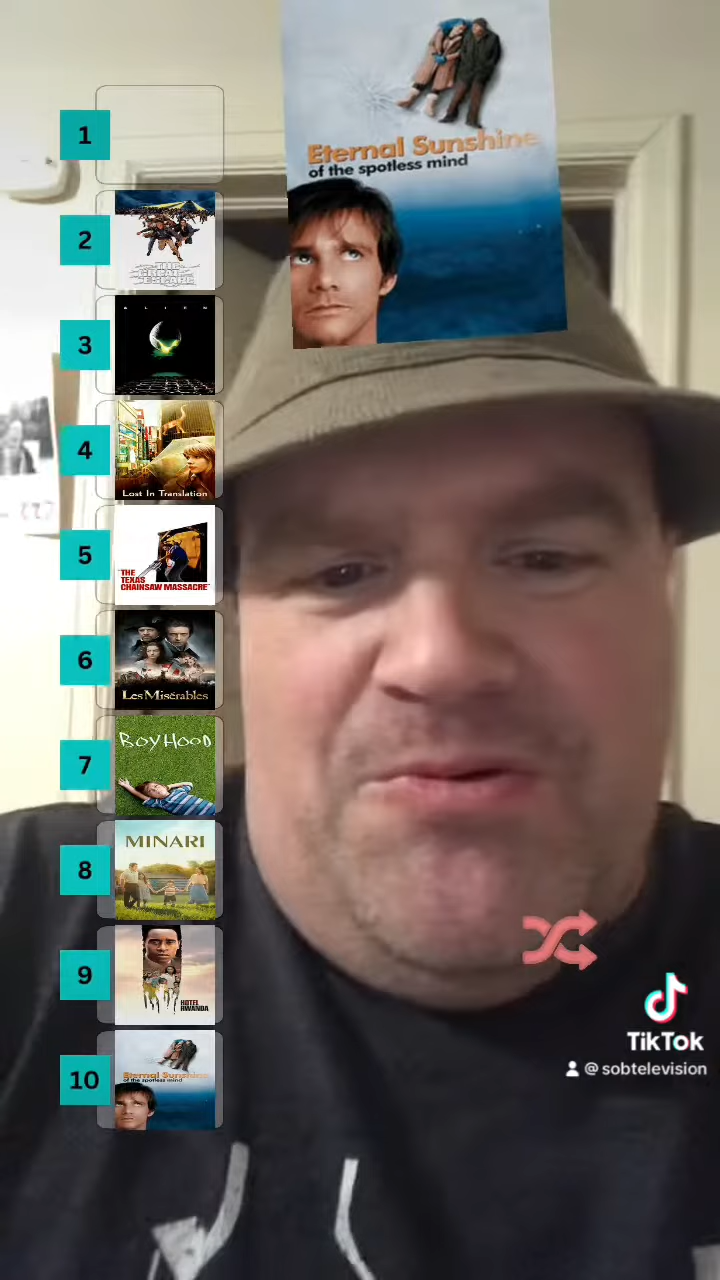 Eternal Sunshine
of the spotless mind
1
2
THE
GREAT
ESCAPE
3
ALIEN
4
Lost In Translation
5
"THE
TEXAS
CHAINSAW MASSACRE"
6
Les Misérables
7
BOYHOOD
8
MINARI
9
HOTEL
RWANDA
10
Eternal Sunshine
of the spotless mind
TikTok
@sobtelevision